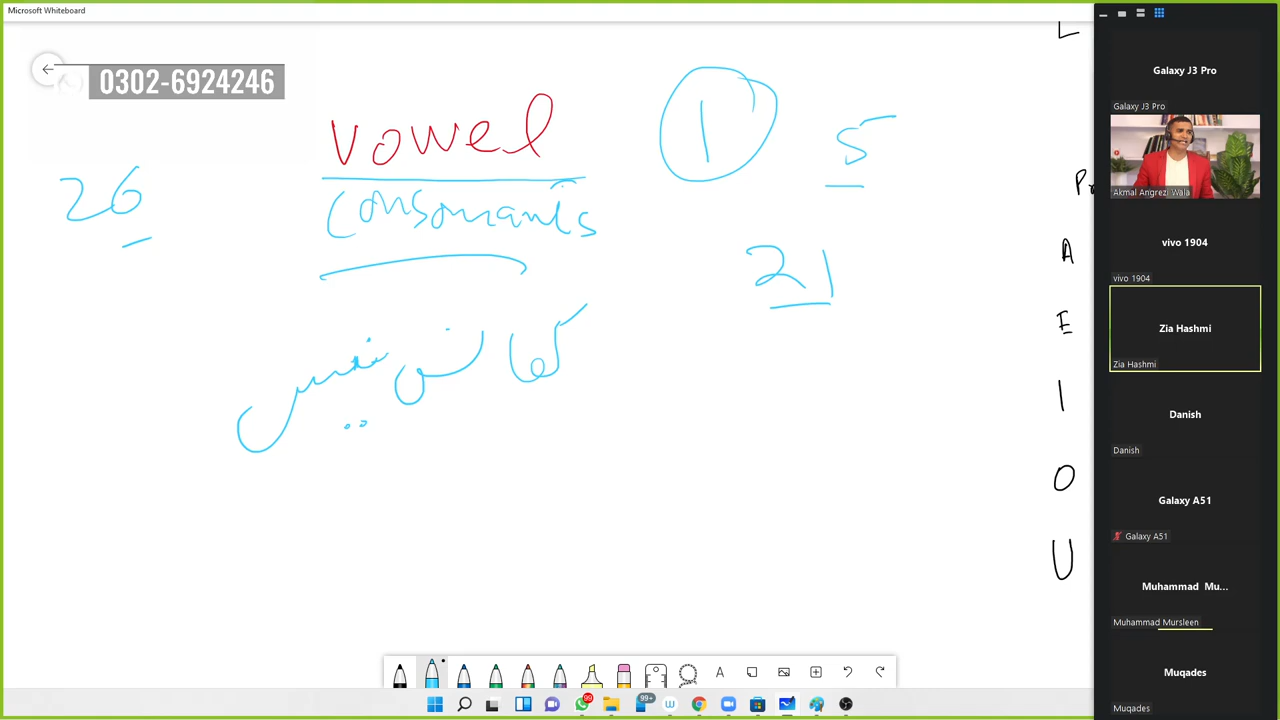 Microsoft Whiteboard
0302-6924246
vowel
1
5
26
Consonants
21
A
E
I
O
U
Galaxy J3 Pro
Galaxy J3 Pro
Akmal Angrezi Wala
vivo 1904
vivo 1904
Zia Hashmi
Zia Hashmi
Danish
Danish
Galaxy A51
Galaxy A51
Muhammad Mu...
Muhammad Mursleen
Muqades
Muqades
A
99
99+